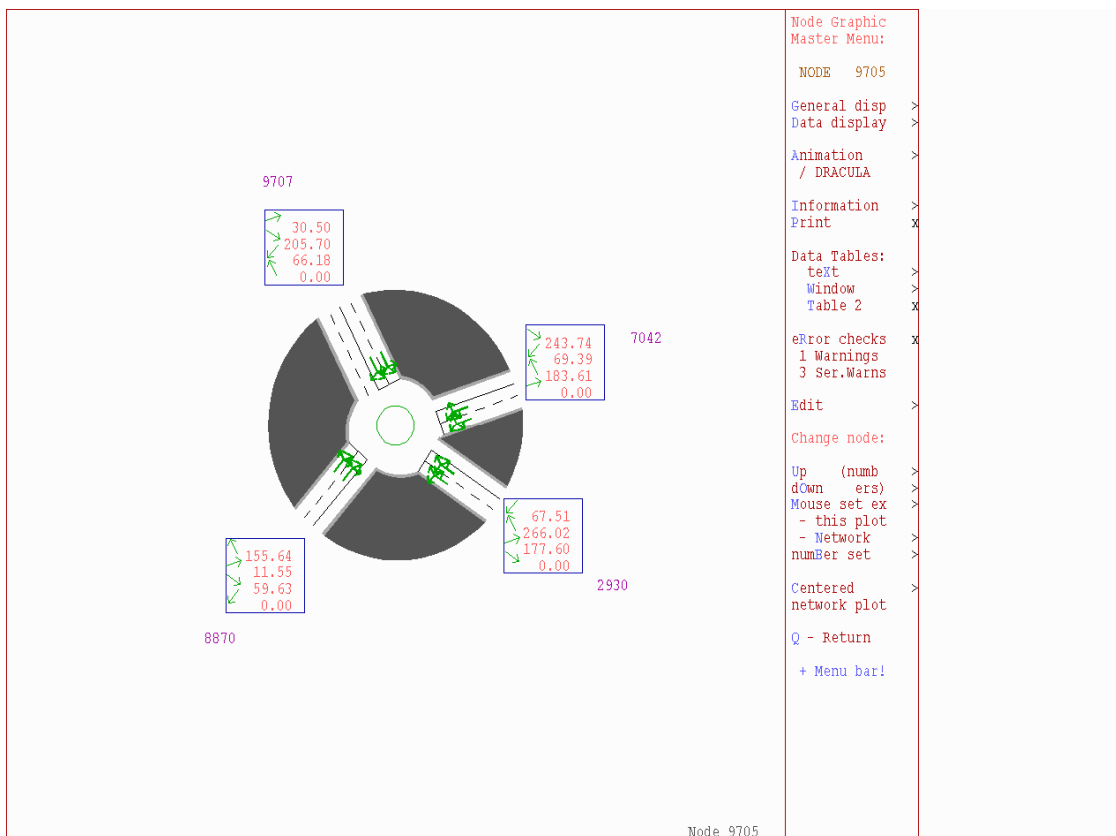 9707
30.50
205.70
66.18
0.00
7042
243.74
69.39
183.61
0.00
67.51
266.02
177.60
0.00
2930
155.64
11.55
59.63
0.00
8870
Node 9705
Node Graphic
Master Menu:
NODE 9705
General disp >
Data display >
Animation >
/ DRACULA
Information >
Print x
Data Tables:
teXt >
Window >
Table 2 x
eRror checks x
1 Warnings
3 Ser.Warns
Edit >
Change node:
Up (numb >
dOwn ers) >
Mouse set ex >
- this plot
- Network >
numBer set >
Centered >
network plot
Q - Return
+ Menu bar!